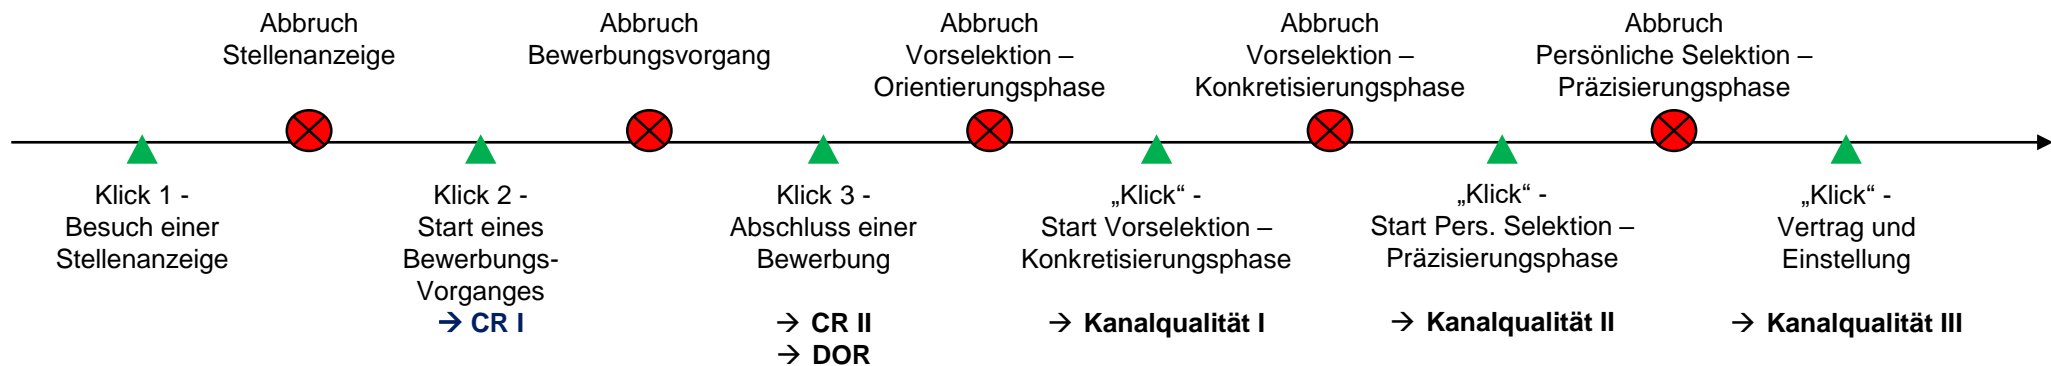 Abbruch
Stellenanzeige
Abbruch
Bewerbungsvorgang
Abbruch
Vorselektion –
Orientierungsphase
Abbruch
Vorselektion –
Konkretisierungsphase
Abbruch
Persönliche Selektion –
Präzisierungsphase
Klick 1 -
Besuch einer
Stellenanzeige
Klick 2 -
Start eines
Bewerbungs-
Vorganges
→ CR I
Klick 3 -
Abschluss einer
Bewerbung
→ CR II
→ DOR
„Klick“ -
Start Vorselektion –
Konkretisierungsphase
→ Kanalqualität I
„Klick“ -
Start Pers. Selektion –
Präzisierungsphase
→ Kanalqualität II
„Klick“ -
Vertrag und
Einstellung
→ Kanalqualität III